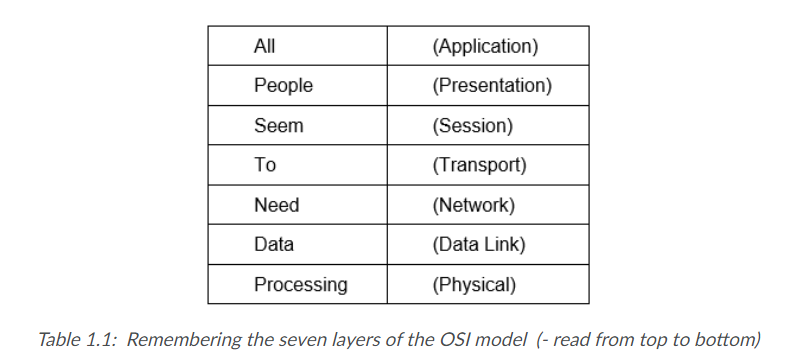 All (Application)
People (Presentation)
Seem (Session)
To (Transport)
Need (Network)
Data (Data Link)
Processing (Physical)
Table 1.1:  Remembering the seven layers of the OSI model  (- read from top to bottom)